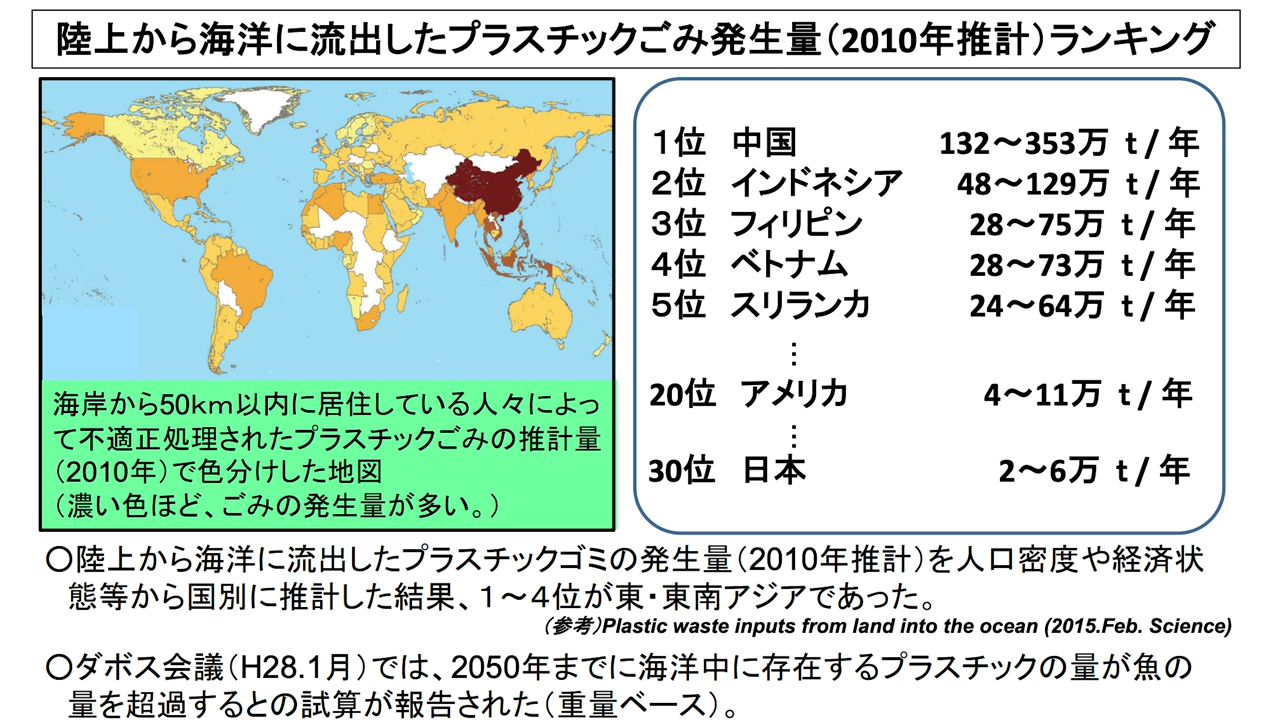 陸上から海洋に流出したプラスチックごみ発生量（2010年推計）ランキング
海岸から50ｋｍ以内に居住している人々によっ
て不適正処理されたプラスチックごみの推計量
（2010年）で色分けした地図
（濃い色ほど、ごみの発生量が多い。）
１位 中国 132～353万 t / 年
２位 インドネシア 48～129万 t / 年
３位 フィリピン 28～75万 t / 年
４位 ベトナム 28～73万 t / 年
５位 スリランカ 24～64万 t / 年
⋮
20位 アメリカ 4～11万 t / 年
⋮
30位 日本 2～6万 t / 年
〇陸上から海洋に流出したプラスチックゴミの発生量（2010年推計）を人口密度や経済状
態等から国別に推計した結果、１～４位が東・東南アジアであった。
（参考）Plastic waste inputs from land into the ocean (2015.Feb. Science)
〇ダボス会議（H28.1月）では、2050年までに海洋中に存在するプラスチックの量が魚の
量を超過するとの試算が報告された（重量ベース）。